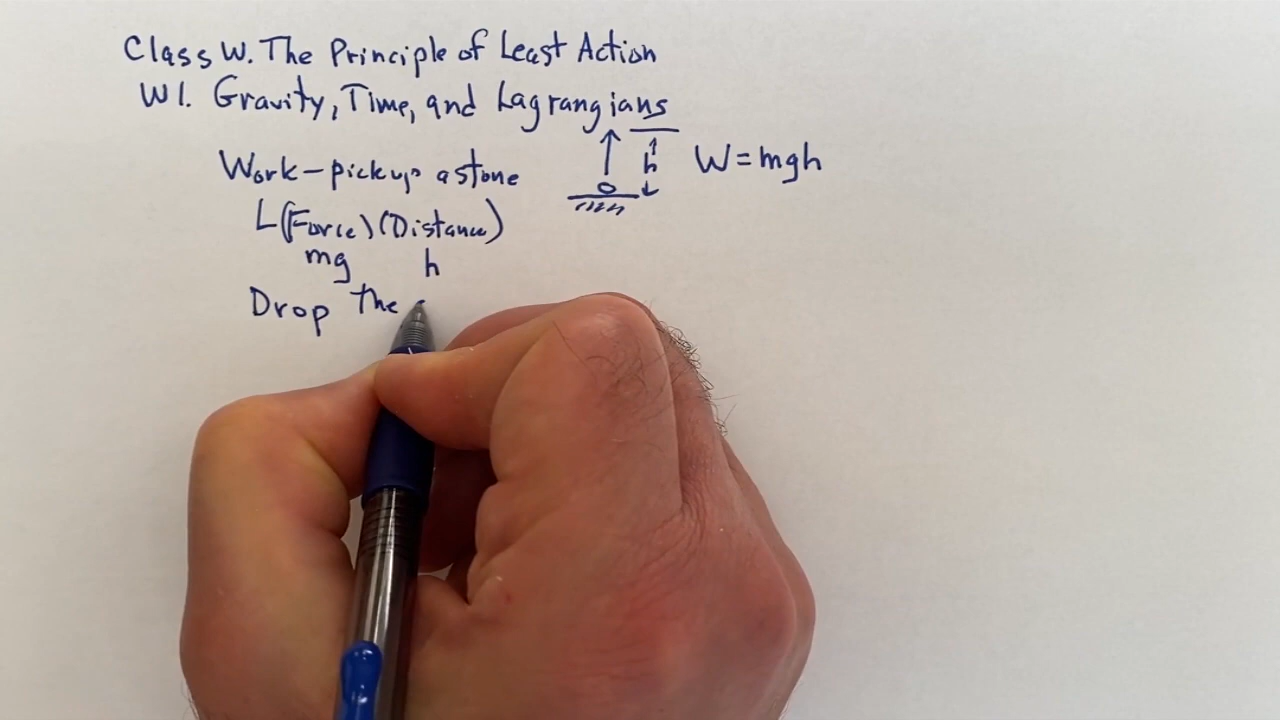 Class W. The Principle of Least Action
W1. Gravity, Time, and Lagrangians
Work-pickup a stone
h
W=mgh
L(Force)(Distance)
mg h
Drop the